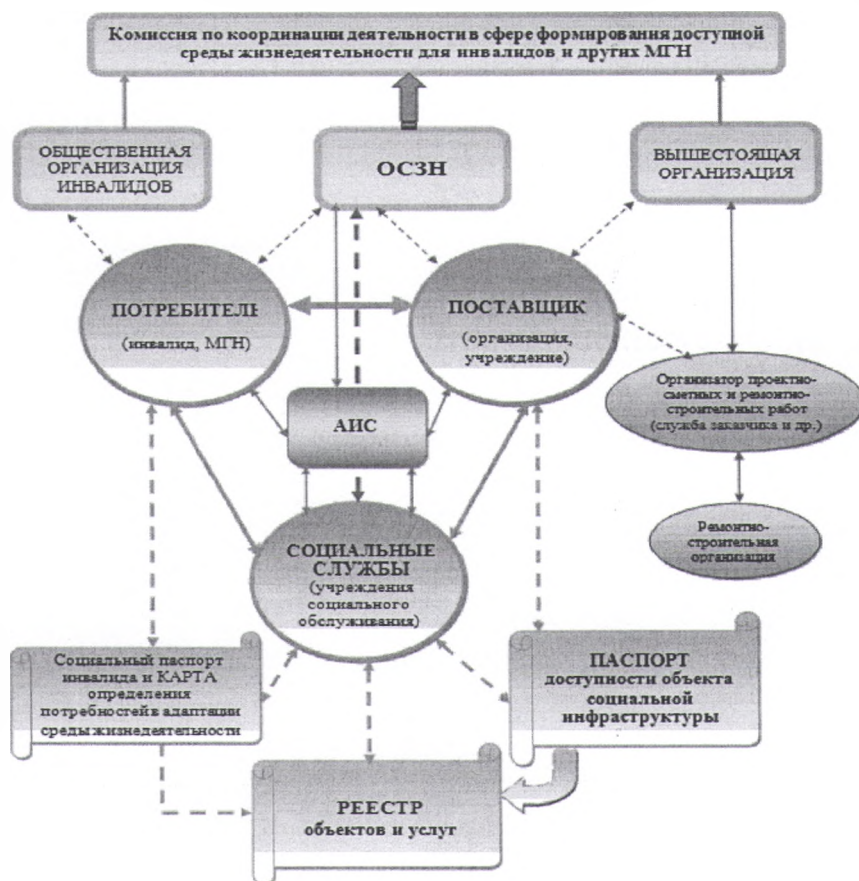 Комиссия по координации деятельности в сфере формирования доступной
среды жизнедеятельности для инвалидов и других МГН
ОБЩЕСТВЕННАЯ
ОРГАНИЗАЦИЯ
ИНВАЛИДОВ
ОСЗН
ВЫШЕСТОЯЩАЯ
ОРГАНИЗАЦИЯ
ПОТРЕБИТЕЛЬ
(инвалид, МГН)
ПОСТАВЩИК
(организация,
учреждение)
АИС
Организатор проектно-
сметных и ремонтно-
строительных работ
(служба заказчика и др.)
Ремонтно-
строительная
организация
СОЦИАЛЬНЫЕ
СЛУЖБЫ
(учреждения
социального
обслуживания)
Социальный паспорт
инвалида и КАРТА
определения
потребностей в адаптации
среды жизнедеятельности
ПАСПОРТ
доступности объекта
социальной
инфраструктуры
РЕЕСТР
объектов и услуг